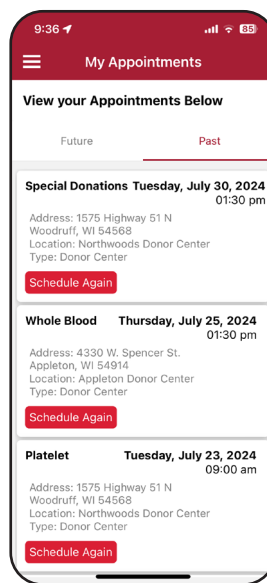 9:36
85
My Appointments
View your Appointments Below
Future Past
Special Donations Tuesday, July 30, 2024
01:30 pm
Address: 1575 Highway 51 N
Woodruff, WI 54568
Location: Northwoods Donor Center
Type: Donor Center
Schedule Again
Whole Blood Thursday, July 25, 2024
01:30 pm
Address: 4330 W. Spencer St.
Appleton, WI 54914
Location: Appleton Donor Center
Type: Donor Center
Schedule Again
Platelet Tuesday, July 23, 2024
09:00 am
Address: 1575 Highway 51 N
Woodruff, WI 54568
Location: Northwoods Donor Center
Type: Donor Center
Schedule Again